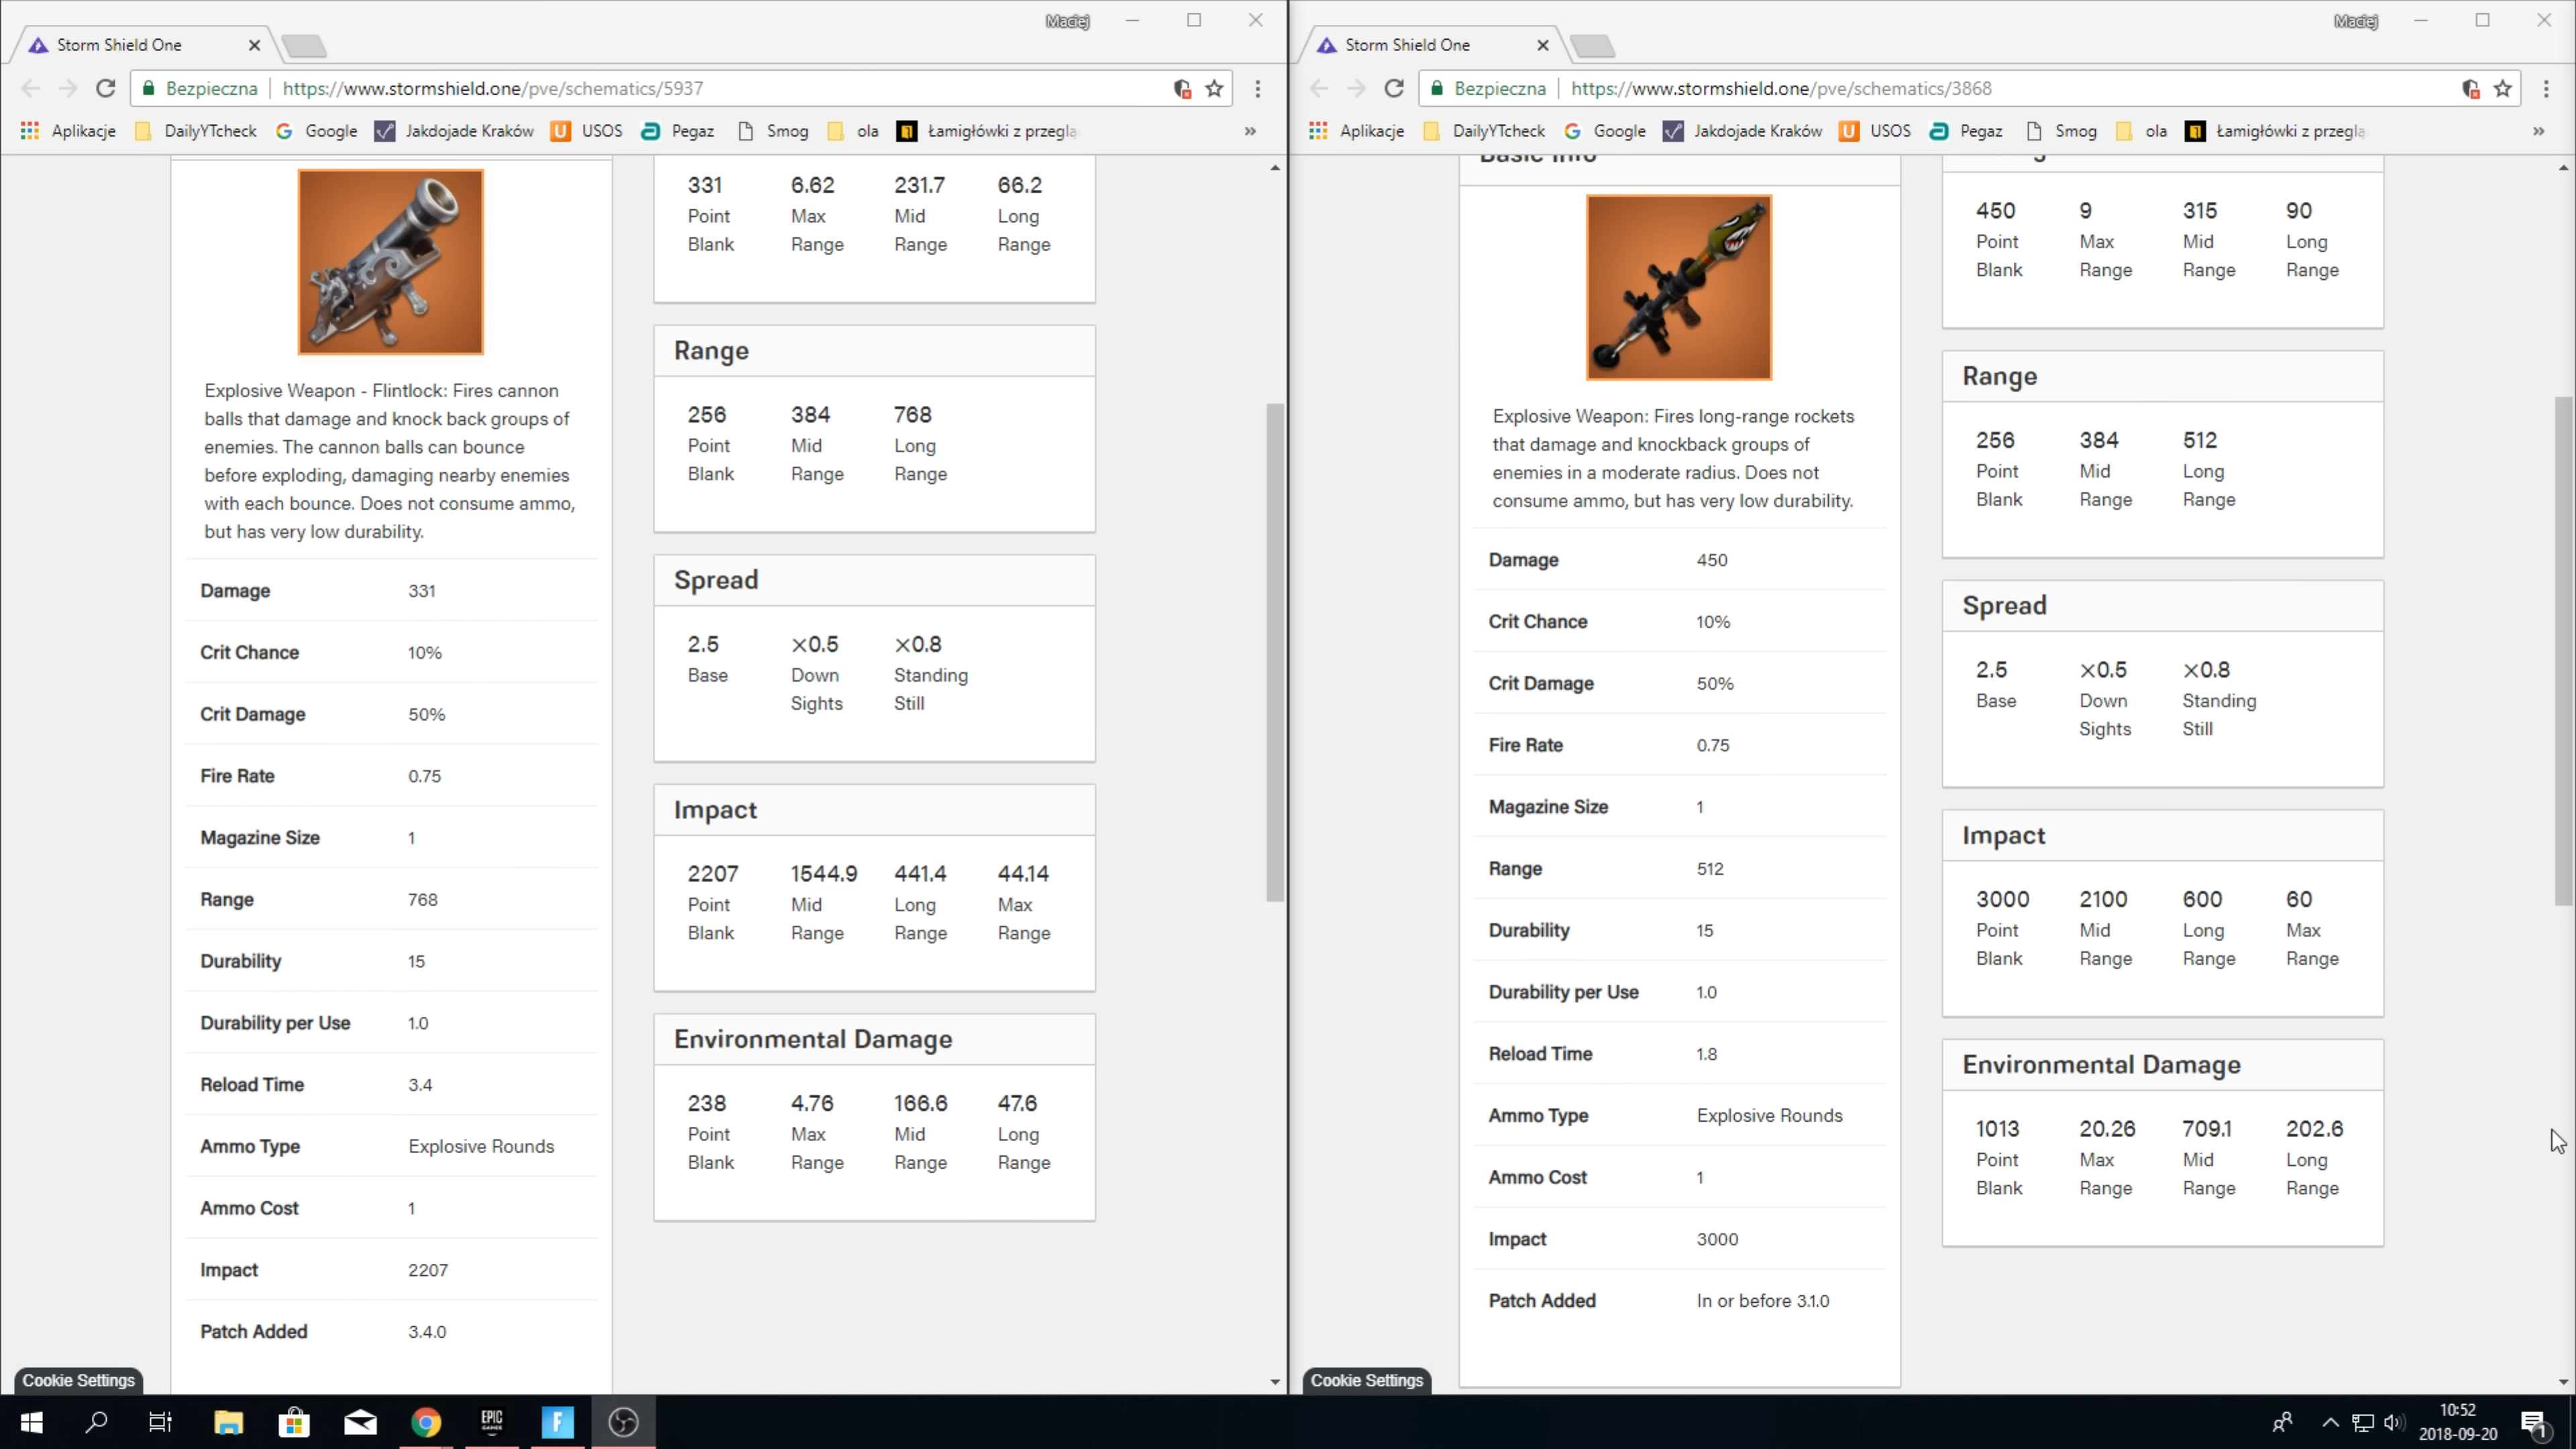 Maciej
Storm Shield One
Bezpieczna https://www.stormshield.one/pve/schematics/5937
Aplikacje DailyYTcheck Google Jakdojade Kraków USOS Pegaz Smog ola Łamigłówki z przeglą »
Explosive Weapon - Flintlock: Fires cannon
balls that damage and knock back groups of
enemies. The cannon balls can bounce
before exploding, damaging nearby enemies
with each bounce. Does not consume ammo,
but has very low durability.
Damage 331
Crit Chance 10%
Crit Damage 50%
Fire Rate 0.75
Magazine Size 1
Range 768
Durability 15
Durability per Use 1.0
Reload Time 3.4
Ammo Type Explosive Rounds
Ammo Cost 1
Impact 2207
Patch Added 3.4.0
Cookie Settings
331 6.62 231.7 66.2
Point Max Mid Long
Blank Range Range Range
Range
256 384 768
Point Mid Long
Blank Range Range
Spread
2.5 ×0.5 ×0.8
Base Down Standing
Sights Still
Impact
2207 1544.9 441.4 44.14
Point Mid Long Max
Blank Range Range Range
Environmental Damage
238 4.76 166.6 47.6
Point Max Mid Long
Blank Range Range Range
Maciej
Storm Shield One
Bezpieczna https://www.stormshield.one/pve/schematics/3868
Aplikacje DailyYTcheck Google Jakdojade Kraków USOS Pegaz Smog ola Łamigłówki z przeglą »
Basic Info
Explosive Weapon: Fires long-range rockets
that damage and knockback groups of
enemies in a moderate radius. Does not
consume ammo, but has very low durability.
Damage 450
Crit Chance 10%
Crit Damage 50%
Fire Rate 0.75
Magazine Size 1
Range 512
Durability 15
Durability per Use 1.0
Reload Time 1.8
Ammo Type Explosive Rounds
Ammo Cost 1
Impact 3000
Patch Added In or before 3.1.0
Cookie Settings
450 9 315 90
Point Max Mid Long
Blank Range Range Range
Range
256 384 512
Point Mid Long
Blank Range Range
Spread
2.5 ×0.5 ×0.8
Base Down Standing
Sights Still
Impact
3000 2100 600 60
Point Mid Long Max
Blank Range Range Range
Environmental Damage
1013 20.26 709.1 202.6
Point Max Mid Long
Blank Range Range Range
EPIC
GAMES
F
10:52
2018-09-20
1